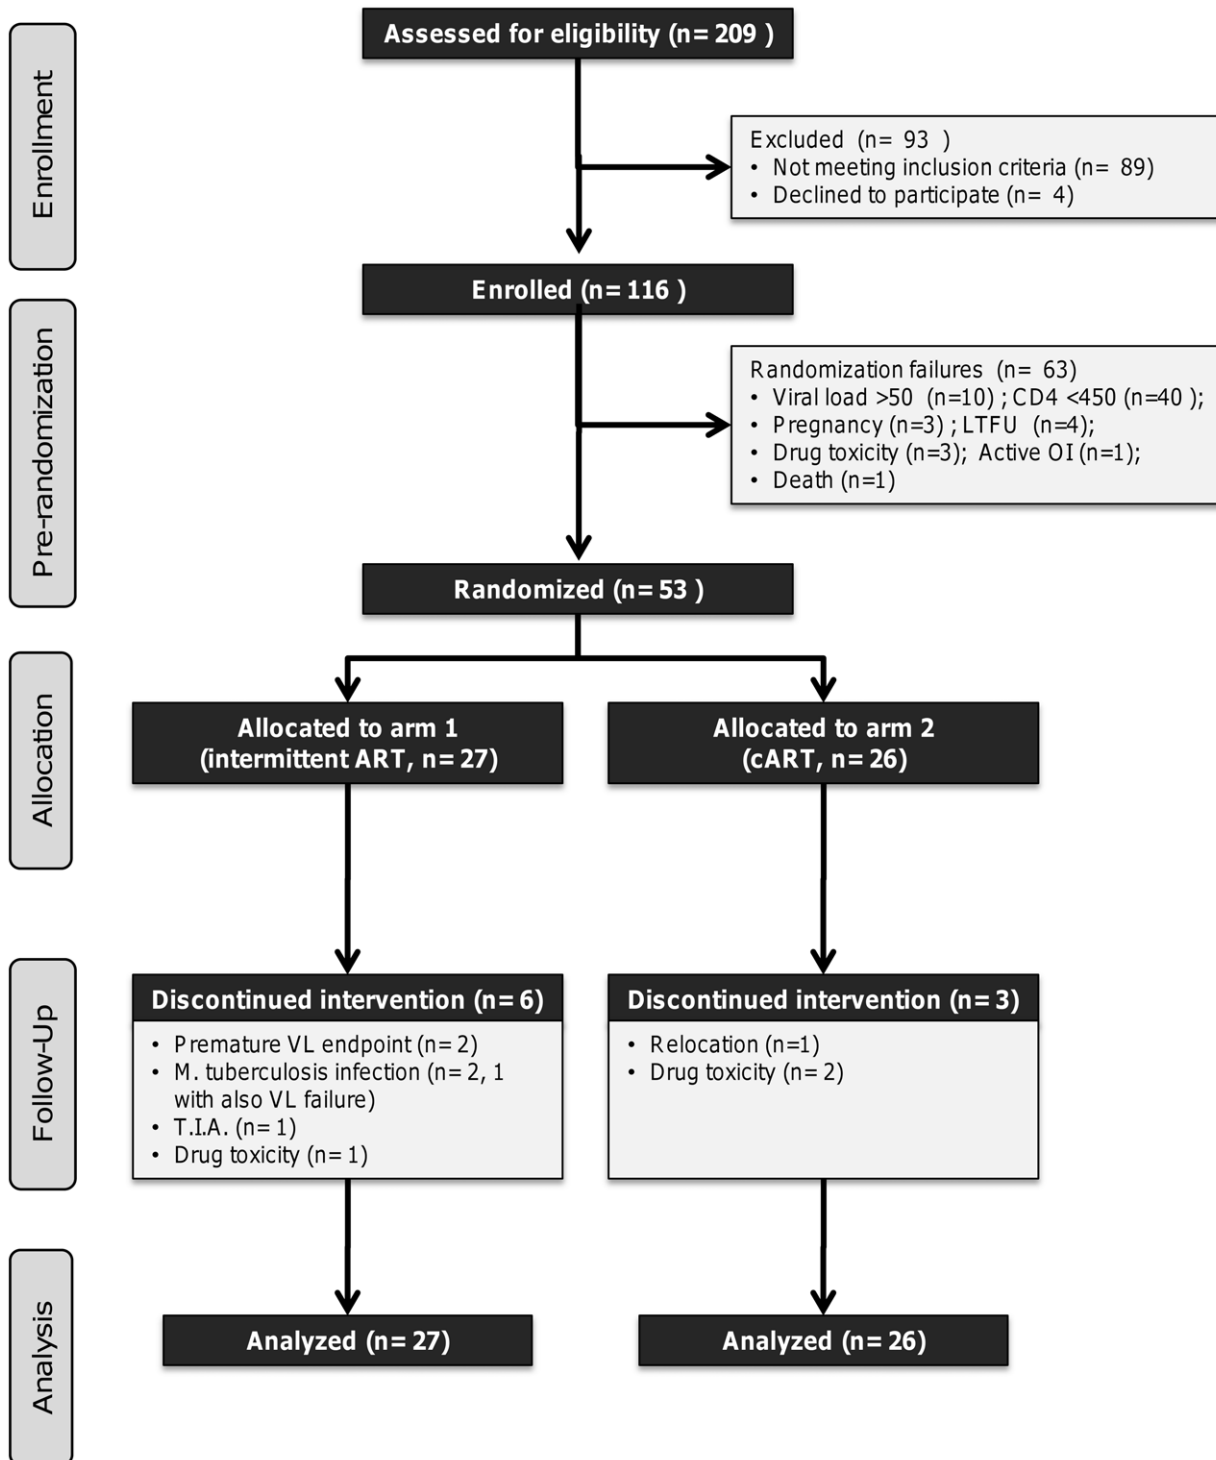 Enrollment
Assessed for eligibility (n= 209 )
Excluded (n= 93 )
• Not meeting inclusion criteria (n= 89)
• Declined to participate (n= 4)
Enrolled (n= 116 )
Pre-randomization
Randomization failures (n= 63)
• Viral load >50 (n=10) ; CD4 <450 (n=40 );
• Pregnancy (n=3) ; LTFU (n=4);
• Drug toxicity (n=3); Active OI (n=1);
• Death (n=1)
Randomized (n= 53 )
Allocation
Allocated to arm 1
(intermittent ART, n= 27)
Allocated to arm 2
(cART, n= 26)
Follow-Up
Discontinued intervention (n= 6)
• Premature VL endpoint (n= 2)
• M. tuberculosis infection (n= 2, 1
with also VL failure)
• T.I.A. (n= 1)
• Drug toxicity (n= 1)
Discontinued intervention (n= 3)
• Relocation (n=1)
• Drug toxicity (n= 2)
Analysis
Analyzed (n= 27)
Analyzed (n= 26)